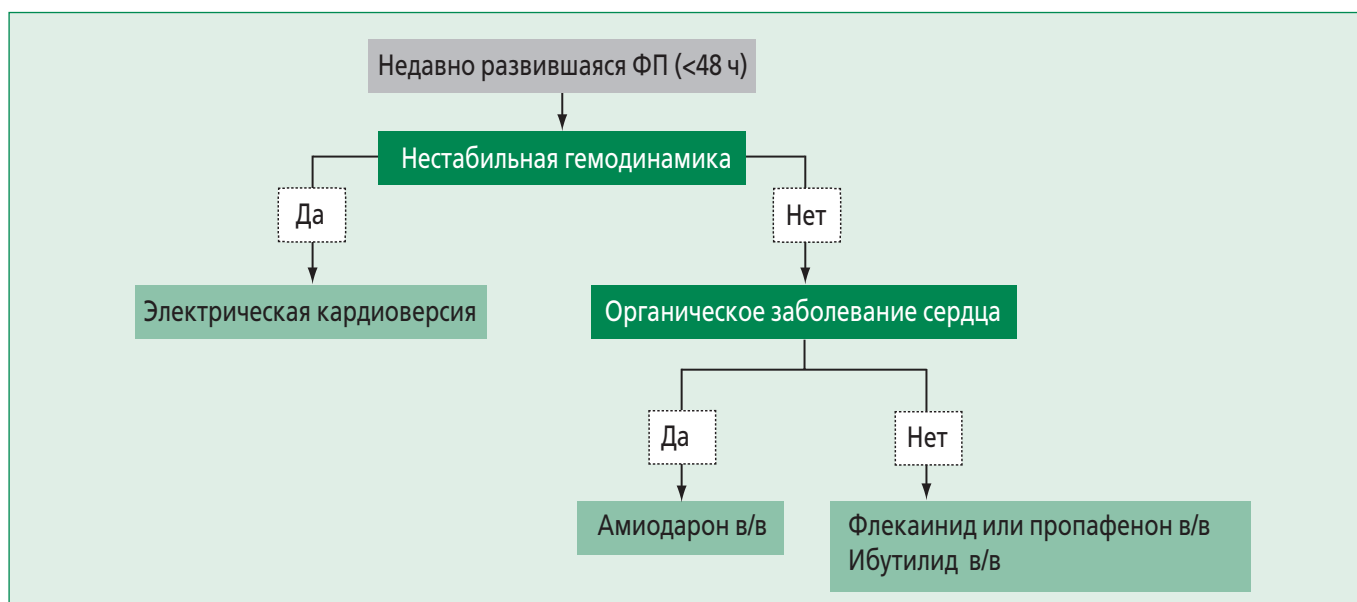 Недавно развившаяся ФП (<48 ч)
Нестабильная гемодинамика
Да
Нет
Электрическая кардиоверсия
Органическое заболевание сердца
Да
Нет
Амиодарон в/в
Флекаинид или пропафенон в/в
Ибутилид в/в